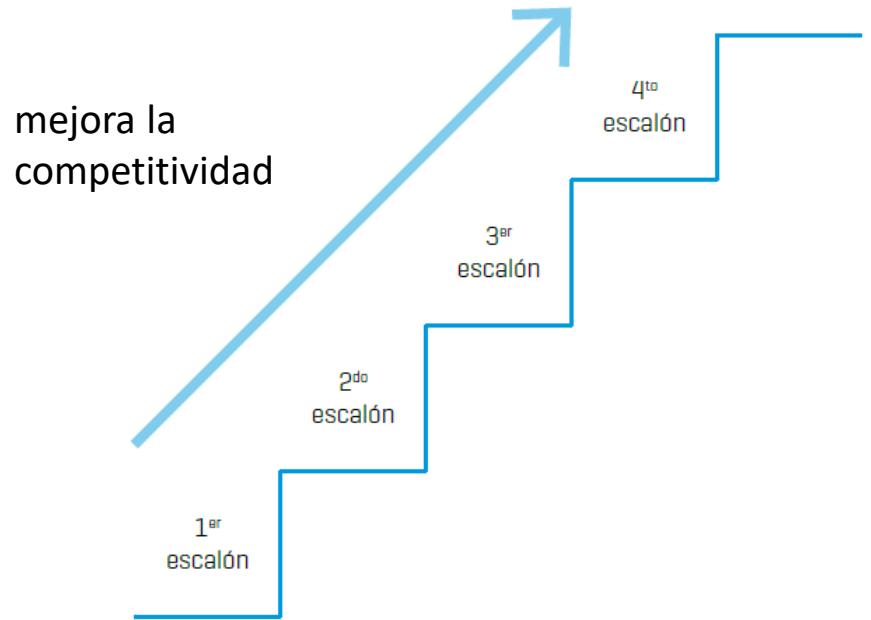 mejora la
competitividad
4to
escalón
3er
escalón
2do
escalón
1er
escalón